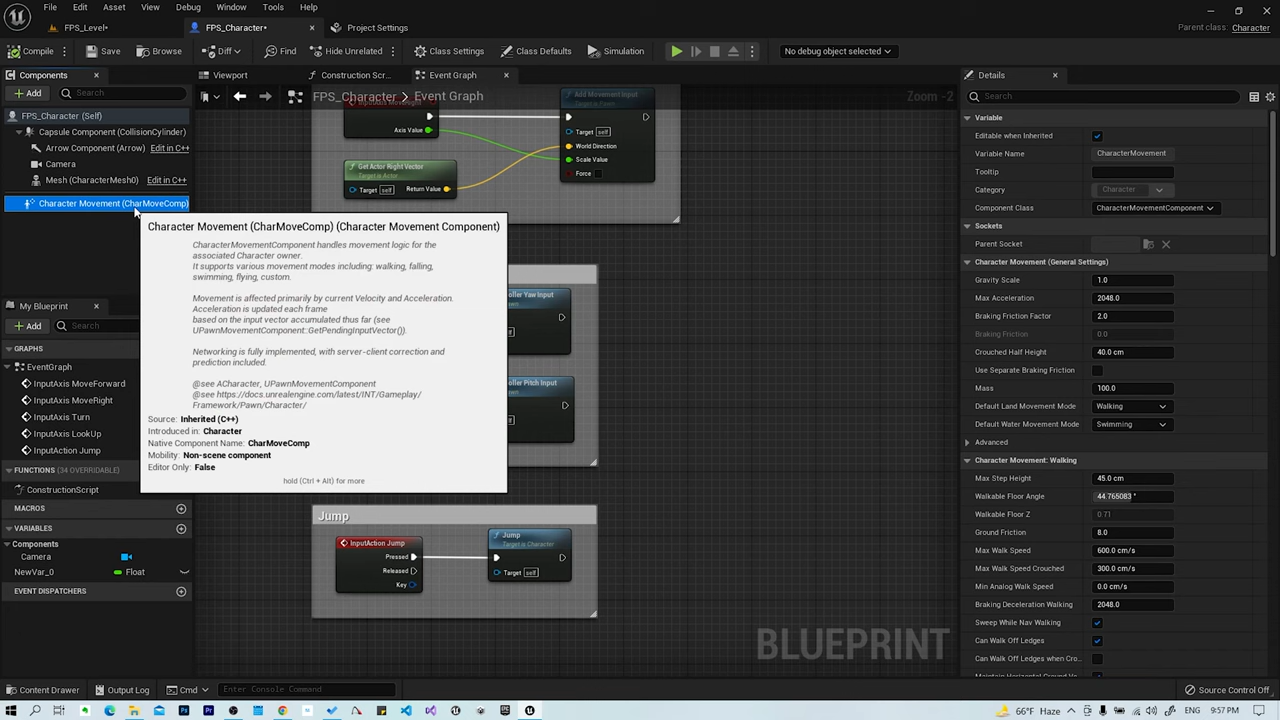 File Edit Asset View Debug Window Tools Help
FPS_Level•
FPS_Character•
Project Settings
Parent class: Character
Compile
Save
Browse
Diff
Find
Hide Unrelated
Class Settings
Class Defaults
Simulation
No debug object selected
Components
Add
Search
FPS_Character (Self)
Capsule Component (CollisionCylinder)
Arrow Component (Arrow) Edit in C++
Camera
Mesh (CharacterMesh0) Edit in C++
Character Movement (CharMoveComp)
My Blueprint
Search
GRAPHS
EventGraph
InputAxis MoveForward
InputAxis MoveRight
InputAxis Turn
InputAxis LookUp
InputAction Jump
FUNCTIONS (34 OVERRIDABLE)
ConstructionScript
MACROS
VARIABLES
Components
Camera
NewVar_0 Float
EVENT DISPATCHERS
Viewport
Construction Scr...
Event Graph
FPS_Character > Event Graph
Zoom -2
Axis Value
Get Actor Right Vector
Target is Actor
Target self
Return Value
Add Movement Input
Target is Pawn
Target self
World Direction
Scale Value
Force
Character Movement (CharMoveComp) (Character Movement Component)
CharacterMovementComponent handles movement logic for the
associated Character owner.
It supports various movement modes including: walking, falling,
swimming, flying, custom.
Movement is affected primarily by current Velocity and Acceleration.
Acceleration is updated each frame
based on the input vector accumulated thus far (see
UPawnMovementComponent::GetPendingInputVector()).
Networking is fully implemented, with server-client correction and
prediction included.
@see ACharacter, UPawnMovementComponent
@see https://docs.unrealengine.com/latest/INT/Gameplay/
Framework/Pawn/Character/
Source: Inherited (C++)
Introduced in: Character
Native Component Name: CharMoveComp
Mobility: Non-scene component
Editor Only: False
hold (Ctrl + Alt) for more
oller Yaw Input
oller Pitch Input
Jump
InputAction Jump
Pressed
Released
Key
Jump
Target is Character
Target self
BLUEPRINT
Details
Search
Variable
Editable when Inherited
Variable Name CharacterMovement
Tooltip
Category Character
Component Class CharacterMovementComponent
Sockets
Parent Socket
Character Movement (General Settings)
Gravity Scale 1.0
Max Acceleration 2048.0
Braking Friction Factor 2.0
Braking Friction 0.0
Crouched Half Height 40.0 cm
Use Separate Braking Friction
Mass 100.0
Default Land Movement Mode Walking
Default Water Movement Mode Swimming
Advanced
Character Movement: Walking
Max Step Height 45.0 cm
Walkable Floor Angle 44.765083 °
Walkable Floor Z 0.71
Ground Friction 8.0
Max Walk Speed 600.0 cm/s
Max Walk Speed Crouched 300.0 cm/s
Min Analog Walk Speed 0.0 cm/s
Braking Deceleration Walking 2048.0
Sweep While Nav Walking
Can Walk Off Ledges
Can Walk Off Ledges when Cro...
ontent Drawer
Output Log
Cmd
Enter Console Command
Source Control Off
66°F Haze
9:57 PM